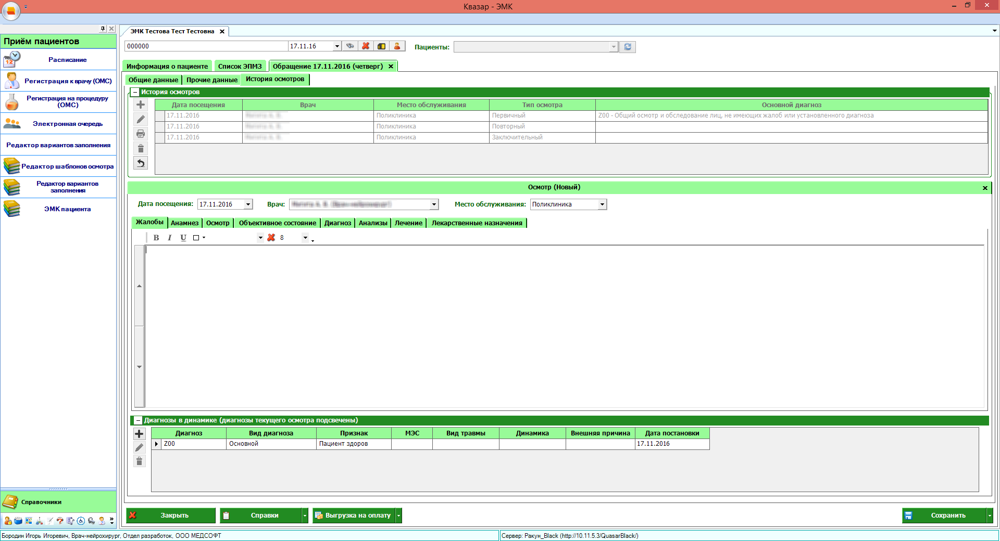 Квазар - ЭМК
ЭМК Тестова Тест Тестовна
Приём пациентов
000000
17.11.16
Пациенты:
Расписание
Регистрация к врачу (ОМС)
Регистрация на процедуру
(ОМС)
Электронная очередь
Редактор вариантов заполнения
Редактор шаблонов осмотра
Редактор вариантов
заполнения
ЭМК пациента
Информация о пациенте Список ЭПМЗ Обращение 17.11.2016 (четверг)
Общие данные Прочие данные История осмотров
История осмотров
Дата посещения Врач Место обслуживания Тип осмотра Основной диагноз
17.11.2016 Поликлиника Первичный Z00 - Общий осмотр и обследование лиц, не имеющих жалоб или установленного диагноза
17.11.2016 Поликлиника Повторный
17.11.2016 Поликлиника Заключительный
Осмотр (Новый)
Дата посещения: 17.11.2016 Врач: Место обслуживания: Поликлиника
Жалобы Анамнез Осмотр Объективное состояние Диагноз Анализы Лечение Лекарственные назначения
B I U 8
Диагнозы в динамике (диагнозы текущего осмотра подсвечены)
Диагноз Вид диагноза Признак МЭС Вид травмы Динамика Внешняя причина Дата постановки
Z00 Основной Пациент здоров 17.11.2016
Справочники
Закрыть Справки Выгрузка на оплату Сохранить
Бородин Игорь Игоревич, Врач-нейрохирург, Отдел разработок, ООО МЕДСОФТ
Сервер: Ракун_Black (http://10.11.5.3/QuasarBlack/)